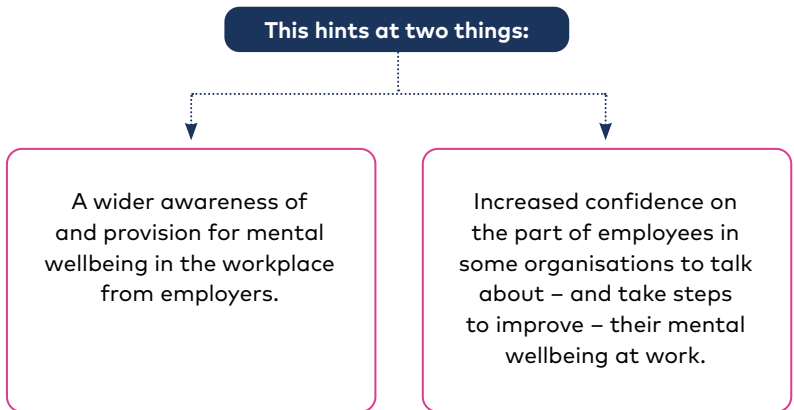 This hints at two things:
A wider awareness of
and provision for mental
wellbeing in the workplace
from employers.
Increased confidence on
the part of employees in
some organisations to talk
about – and take steps
to improve – their mental
wellbeing at work.